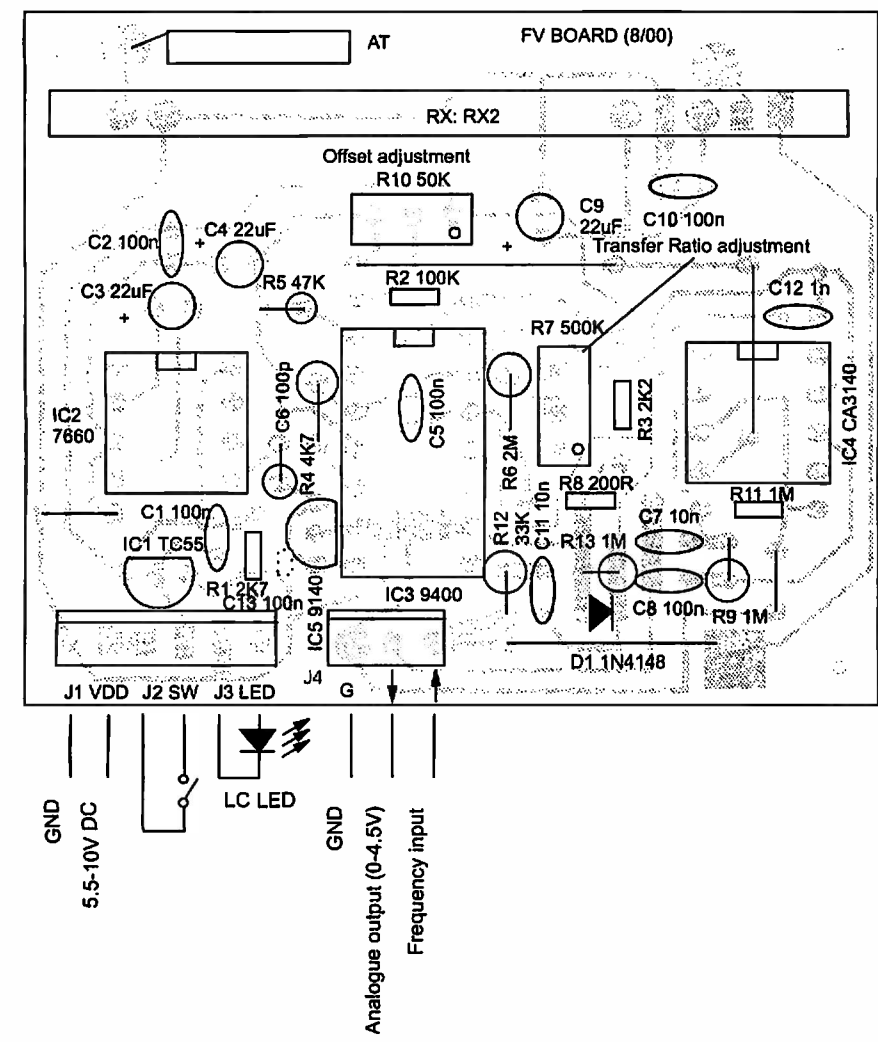 AT
FV BOARD (8/00)
RX: RX2
Offset adjustment
R10 50K
C9
22uF
C10 100n
Transfer Ratio adjustment
C2 100n
+
C4 22uF
+
C3 22uF
+
R5 47K
R2 100K
C12 1n
R7 500K
IC2
7660
C6 100p
R4 4K7
C5 100n
R6 2M
R3 2K2
IC4 CA3140
R8 200R
R11 1M
C1 100n
IC1 TC55
R12
33K
C11 10n
R13 1M
C7 10n
R1 2K7
C13 100n
IC5 9140
IC3 9400
C8 100n
R9 1M
D1 1N4148
J4
J1 VDD
J2 SW
J3 LED
G
LC LED
GND
5.5-10V DC
GND
Analogue output (0-4.5V)
Frequency input